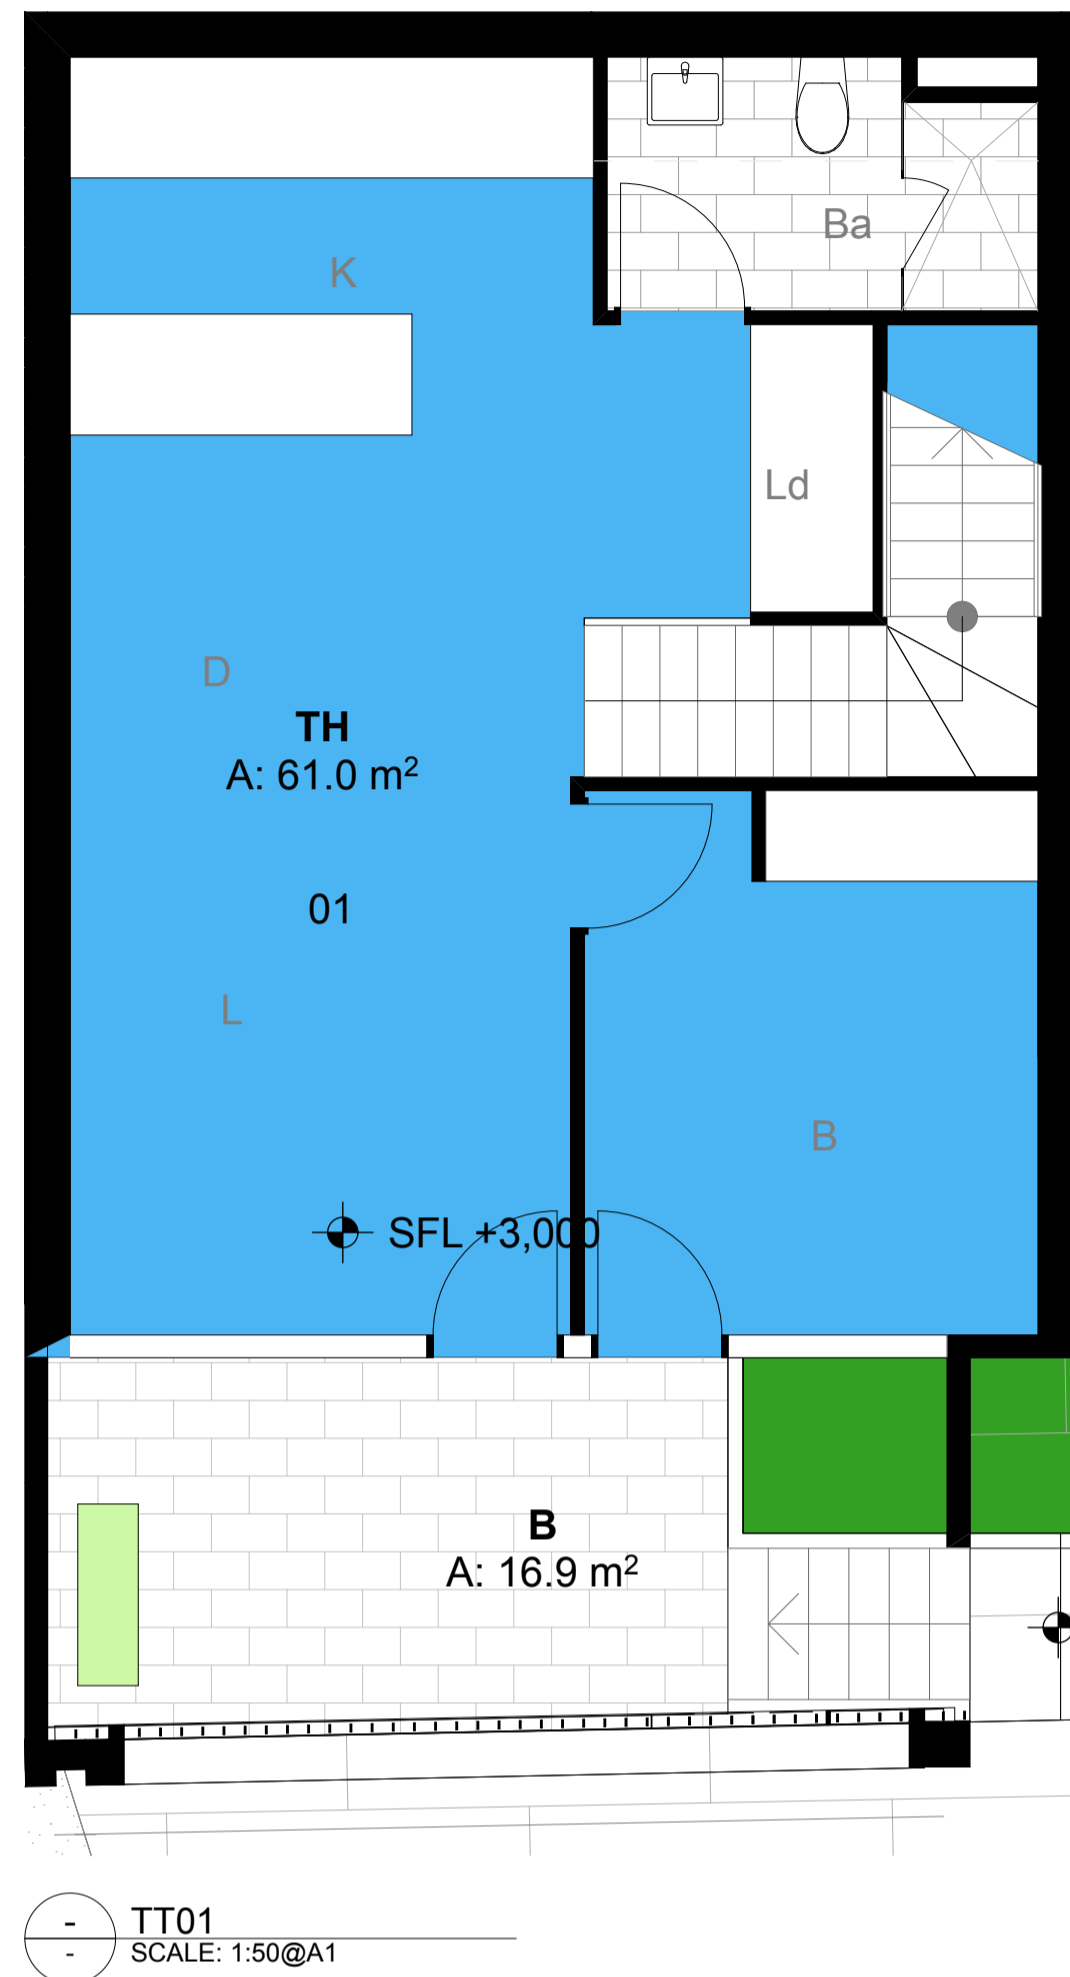 Ba
K
Ld
D
TH
A: 61.0 m²
01
L
B
SFL +3,000
B
A: 16.9 m²
-
TT01
-
SCALE: 1:50@A1